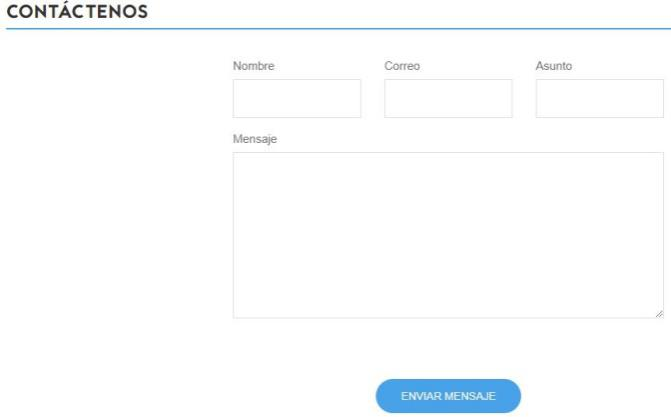 CONTÁCTENOS
Nombre Correo Asunto
Mensaje
ENVIAR MENSAJE